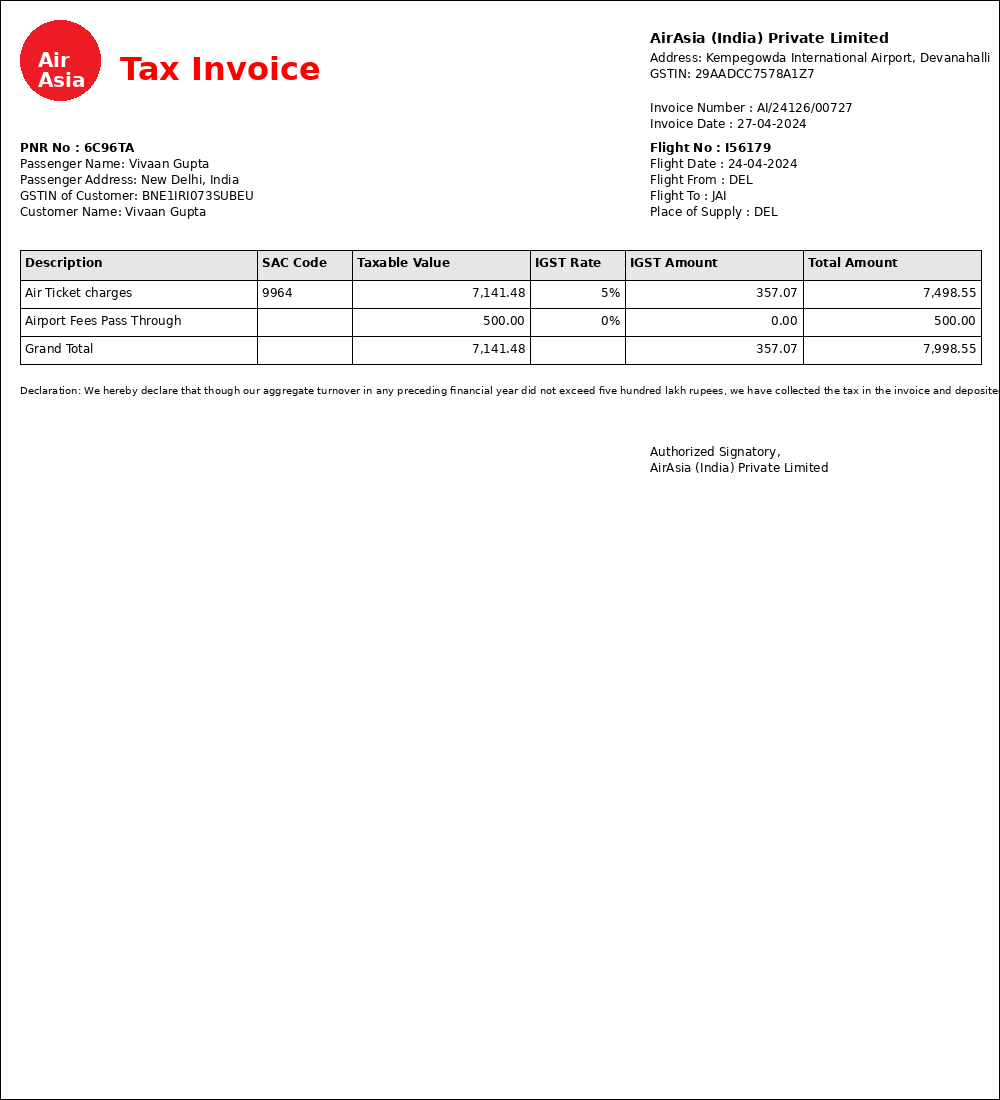 Air
Asia
Tax Invoice
AirAsia (India) Private Limited
Address: Kempegowda International Airport, Devanahalli
GSTIN: 29AADCC7578A1Z7
Invoice Number : AI/24126/00727
Invoice Date : 27-04-2024
PNR No : 6C96TA
Passenger Name: Vivaan Gupta
Passenger Address: New Delhi, India
GSTIN of Customer: BNE1IRI073SUBEU
Customer Name: Vivaan Gupta
Flight No : I56179
Flight Date : 24-04-2024
Flight From : DEL
Flight To : JAI
Place of Supply : DEL
Description SAC Code Taxable Value IGST Rate IGST Amount Total Amount
Air Ticket charges 9964 7,141.48 5% 357.07 7,498.55
Airport Fees Pass Through 500.00 0% 0.00 500.00
Grand Total 7,141.48 357.07 7,998.55
Declaration: We hereby declare that though our aggregate turnover in any preceding financial year did not exceed five hundred lakh rupees, we have collected the tax in the invoice and deposite
Authorized Signatory,
AirAsia (India) Private Limited